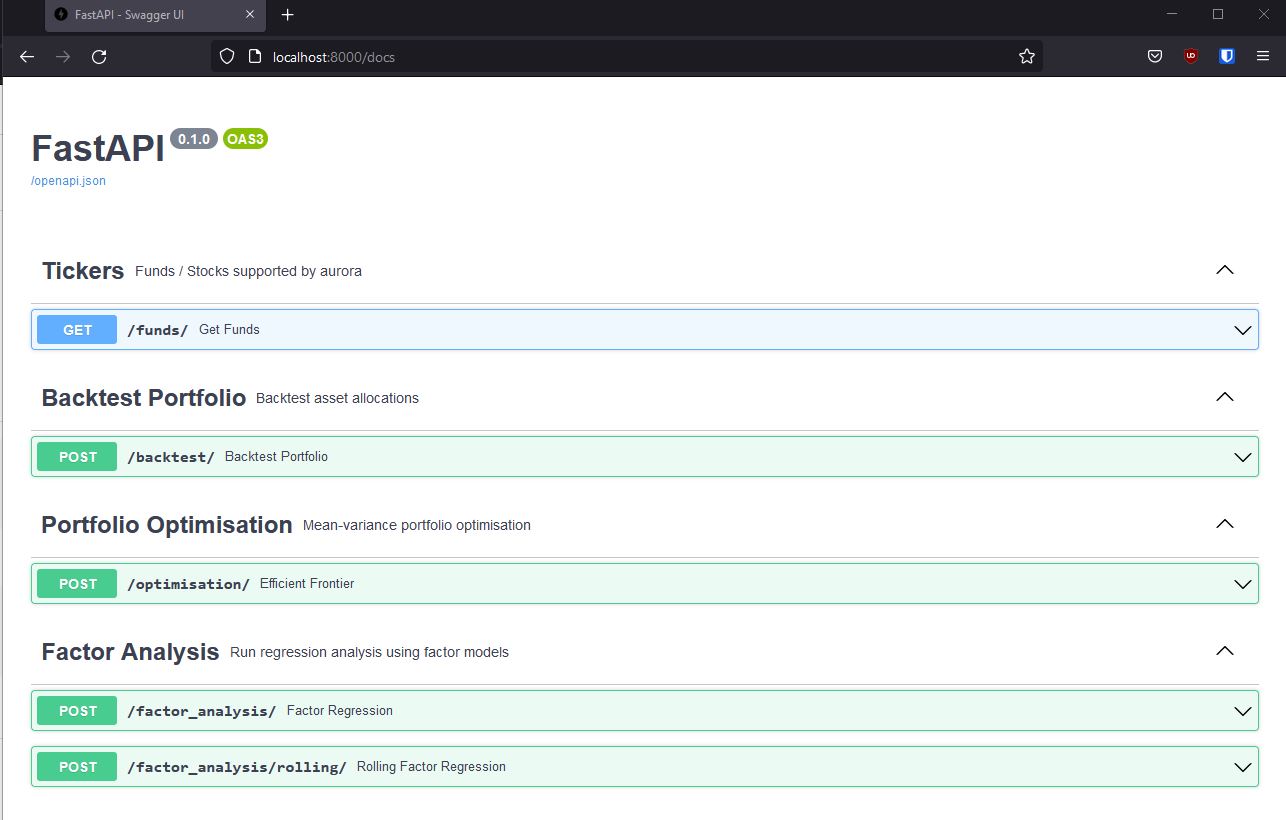 FastAPI - Swagger UI
localhost:8000/docs
FastAPI 0.1.0 OAS3
/openapi.json
Tickers Funds / Stocks supported by aurora
GET /funds/ Get Funds
Backtest Portfolio Backtest asset allocations
POST /backtest/ Backtest Portfolio
Portfolio Optimisation Mean-variance portfolio optimisation
POST /optimisation/ Efficient Frontier
Factor Analysis Run regression analysis using factor models
POST /factor_analysis/ Factor Regression
POST /factor_analysis/rolling/ Rolling Factor Regression